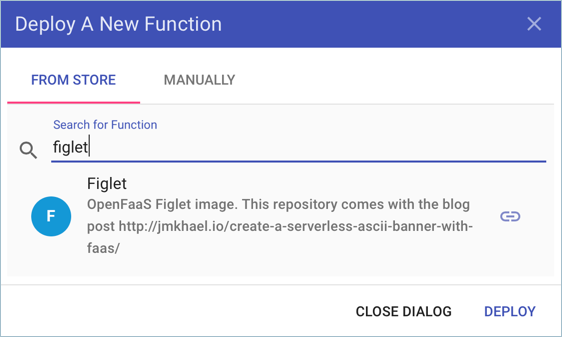 Deploy A New Function
FROM STORE
MANUALLY
Search for Function
figlet
F
Figlet
OpenFaaS Figlet image. This repository comes with the blog
post http://jmkhael.io/create-a-serverless-ascii-banner-with-
faas/
CLOSE DIALOG
DEPLOY